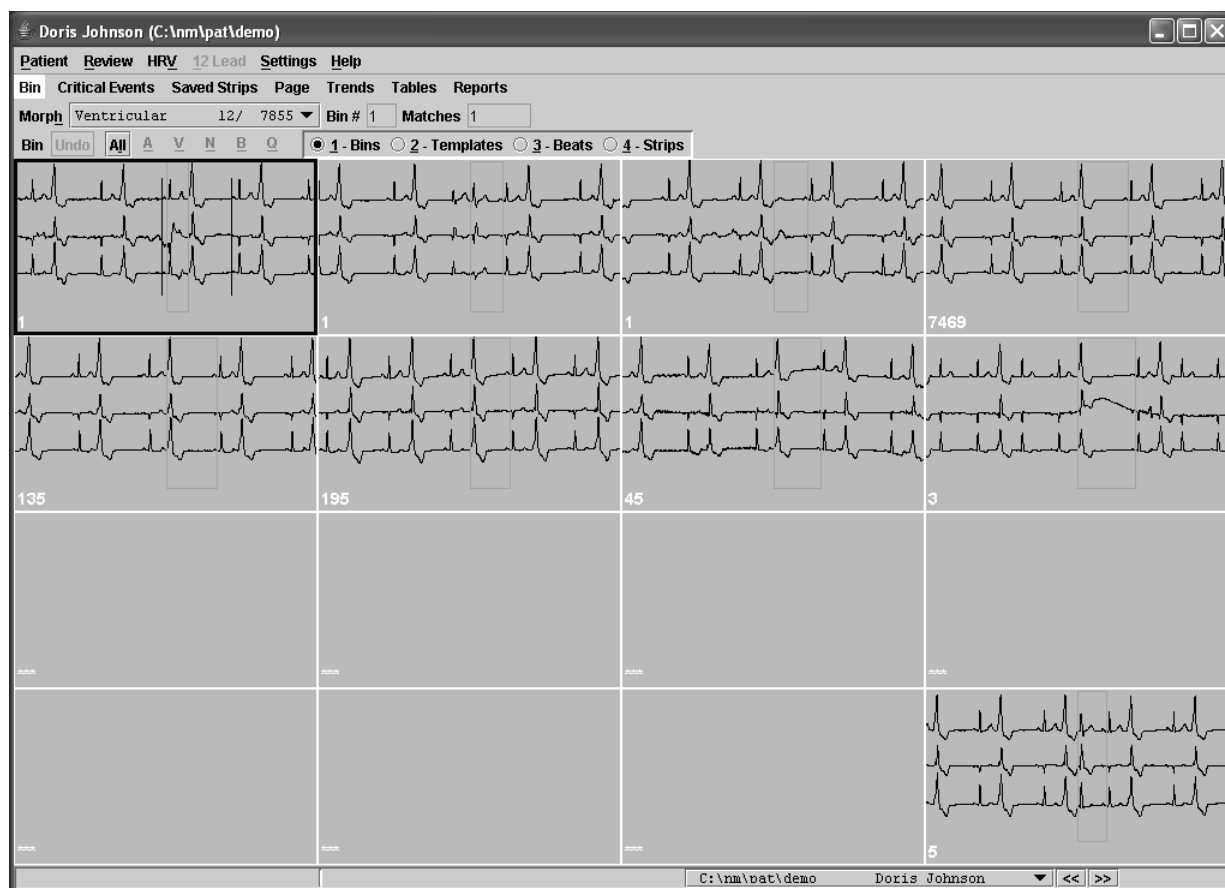 Doris Johnson (C:\nm\pat\demo)
Patient Review HRV 12 Lead Settings Help
Bin Critical Events Saved Strips Page Trends Tables Reports
Morph Ventricular 12/ 7855 Bin # 1 Matches 1
Bin Undo All A V N B Q 1 - Bins 2 - Templates 3 - Beats 4 - Strips
1 1 1 7469
135 195 45 3
*** *** *** ***
*** *** *** 5
C:\nm\pat\demo Doris Johnson << >>